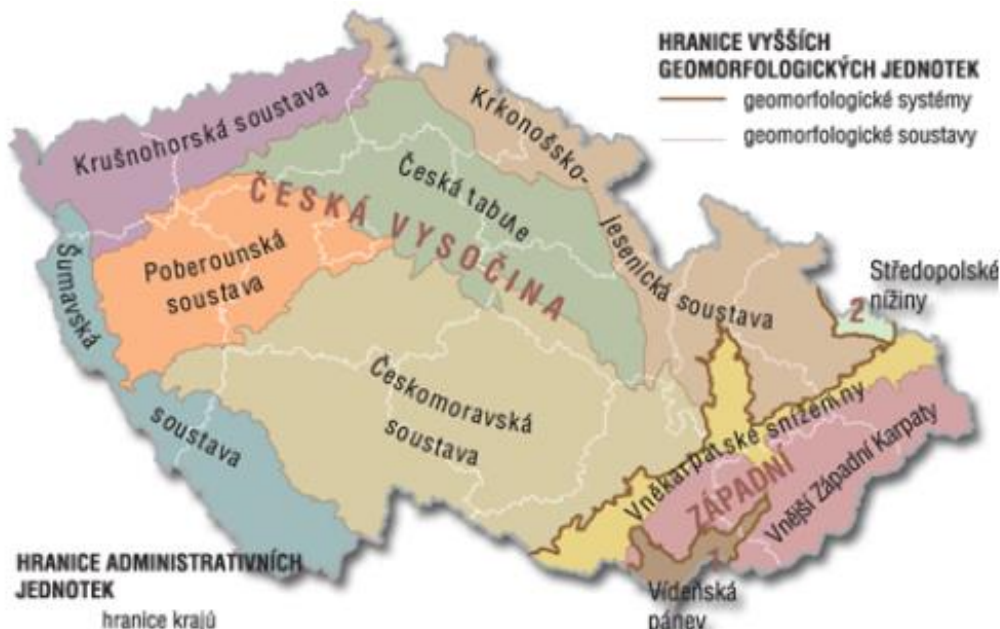 HRANICE VYŠŠÍCH
GEOMORFOLOGICKÝCH JEDNOTEK
geomorfologické systémy
geomorfologické soustavy
Krušnohorská soustava
Krkonošsko-
jesenická soustava
Česká tabule
ČESKÁ VYSOČINA
Poberounská
soustava
Šumavská
soustava
Středopolské
nížiny
2
Českomoravská
soustava
Vněkarpatské sníženiny
ZÁPADNÍ
Vnější Západní Karpaty
1
Vídeňská
pánev
HRANICE ADMINISTRATIVNÍCH
JEDNOTEK
hranice krajů